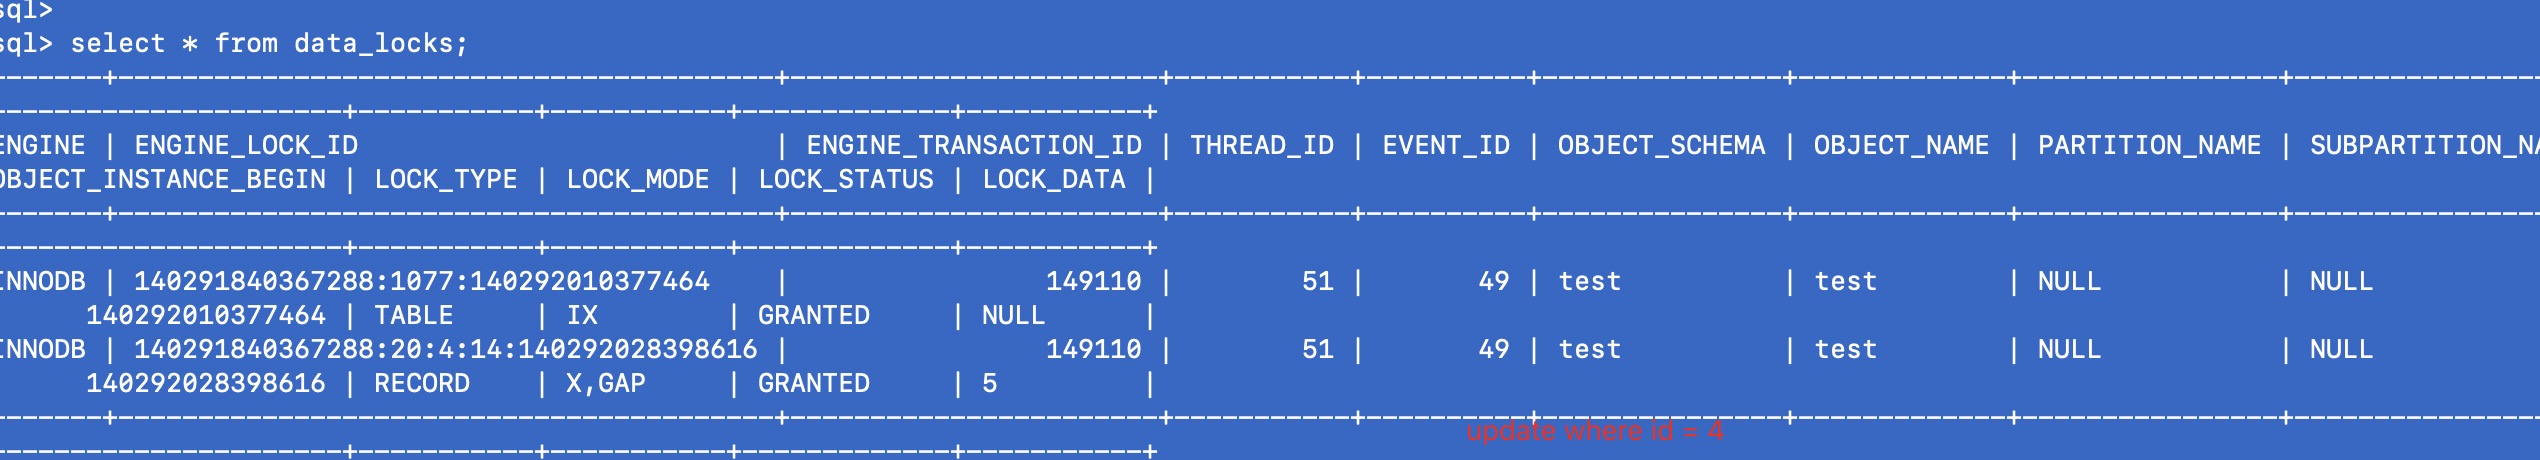 sql>
sql> select * from data_locks;
-------+------------------------------------------+------------------------+-----------+----------+---------------+-------------+----------------+----------------
----------------------+-----------+-----------+-------------+-----------+
ENGINE | ENGINE_LOCK_ID                           | ENGINE_TRANSACTION_ID | THREAD_ID | EVENT_ID | OBJECT_SCHEMA | OBJECT_NAME | PARTITION_NAME | SUBPARTITION_NA
OBJECT_INSTANCE_BEGIN | LOCK_TYPE | LOCK_MODE | LOCK_STATUS | LOCK_DATA |
-------+------------------------------------------+------------------------+-----------+----------+---------------+-------------+----------------+----------------
----------------------+-----------+-----------+-------------+-----------+
INNODB | 140291840367288:1077:140292010377464    |                149110 |        51 |       49 | test          | test        | NULL           | NULL
140292010377464 | TABLE     | IX        | GRANTED     | NULL      |
INNODB | 140291840367288:20:4:14:140292028398616 |                149110 |        51 |       49 | test          | test        | NULL           | NULL
140292028398616 | RECORD    | X,GAP     | GRANTED     | 5         |
-------+------------------------------------------+------------------------+-----------+----------+---------------+-------------+----------------+----------------
update where id = 4
----------------------+-----------+-----------+-------------+-----------+